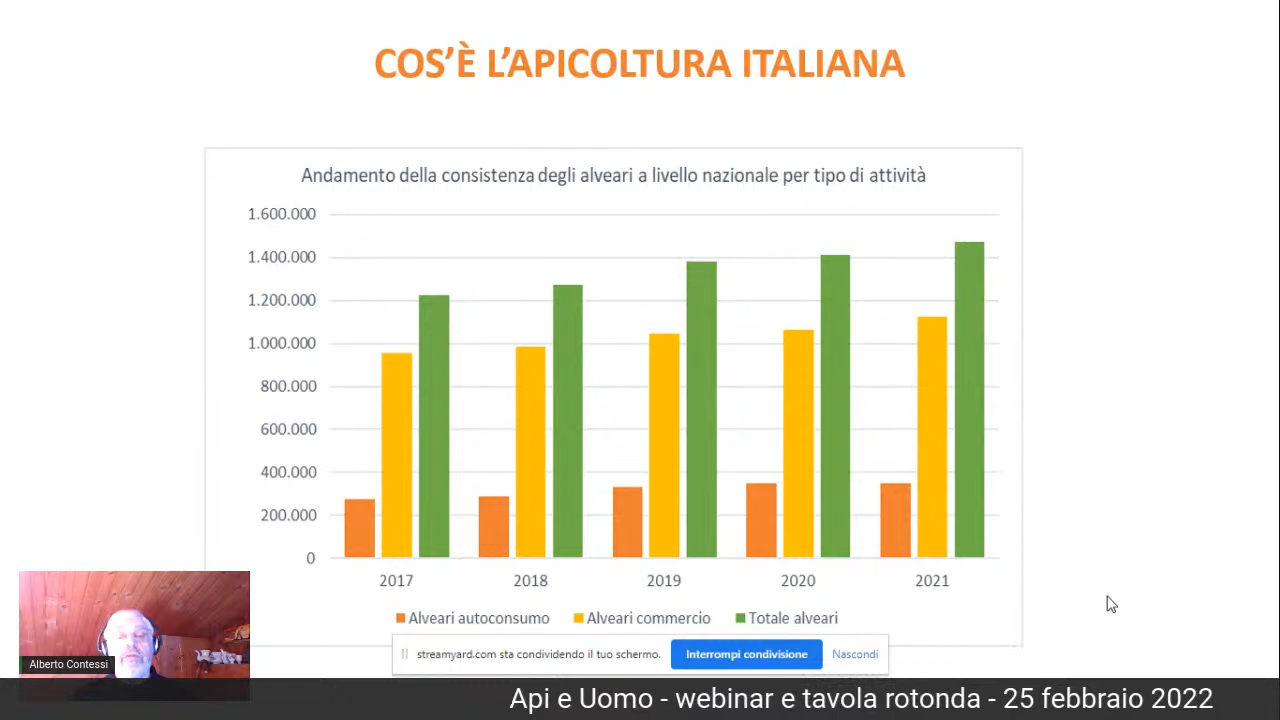 COS'È L'APICOLTURA ITALIANA
Andamento della consistenza degli alveari a livello nazionale per tipo di attività
1.600.000
1.400.000
1.200.000
1.000.000
800.000
600.000
400.000
200.000
0
2017 2018 2019 2020 2021
Alveari autoconsumo Alveari commercio Totale alveari
streamyard.com sta condividendo il tuo schermo. Interrompi condivisione Nascondi
Alberto Contessi
Api e Uomo - webinar e tavola rotonda - 25 febbraio 2022